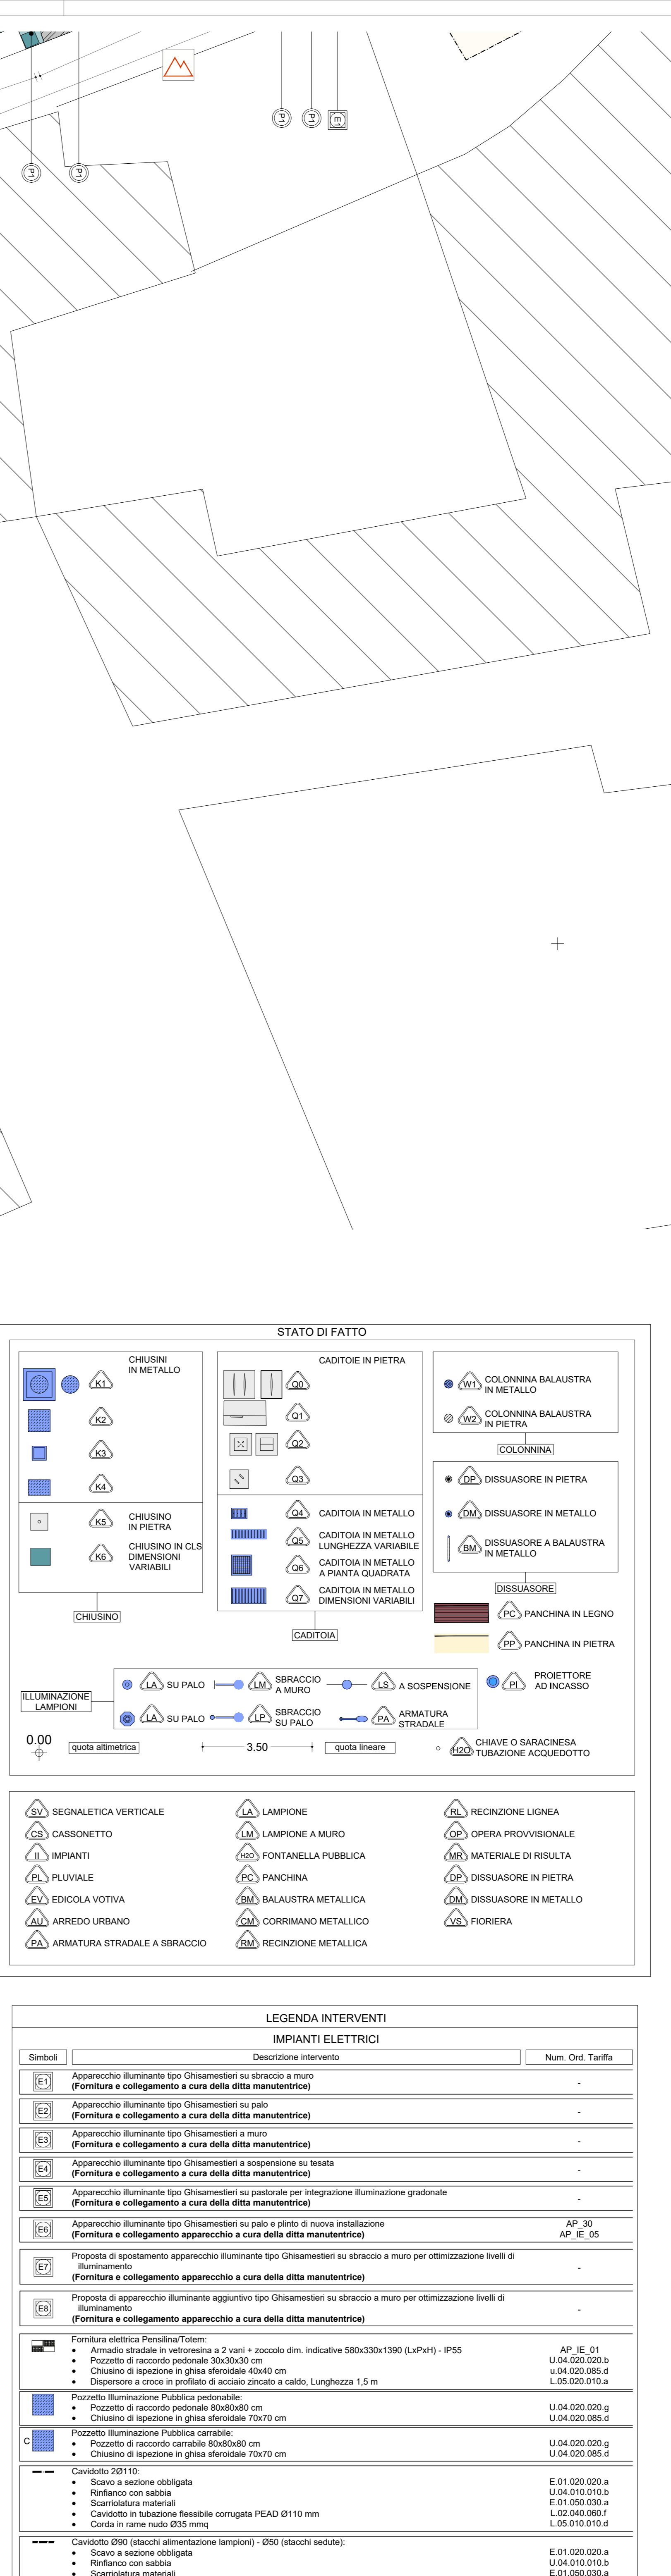 P1
P1
E1
P1
P1
STATO DI FATTO
CHIUSINI
IN METALLO
K1
K2
K3
K4
K5
CHIUSINO
IN PIETRA
K6
CHIUSINO IN CLS
DIMENSIONI
VARIABILI
CHIUSINO
CADITOIE IN PIETRA
Q0
Q1
Q2
Q3
Q4 CADITOIA IN METALLO
Q5 CADITOIA IN METALLO
LUNGHEZZA VARIABILE
Q6 CADITOIA IN METALLO
A PIANTA QUADRATA
Q7 CADITOIA IN METALLO
DIMENSIONI VARIABILI
CADITOIA
W1 COLONNINA BALAUSTRA
IN METALLO
W2 COLONNINA BALAUSTRA
IN PIETRA
COLONNINA
DP DISSUASORE IN PIETRA
DM DISSUASORE IN METALLO
BM DISSUASORE A BALAUSTRA
IN METALLO
DISSUASORE
PC PANCHINA IN LEGNO
PP PANCHINA IN PIETRA
ILLUMINAZIONE
LAMPIONI
LA SU PALO
LM SBRACCIO
A MURO
LS A SOSPENSIONE
LA SU PALO
LP SBRACCIO
SU PALO
PA ARMATURA
STRADALE
PI PROIETTORE
AD INCASSO
0.00
quota altimetrica
3.50
quota lineare
H2O CHIAVE O SARACINESA
TUBAZIONE ACQUEDOTTO
SV SEGNALETICA VERTICALE
CS CASSONETTO
II IMPIANTI
PL PLUVIALE
EV EDICOLA VOTIVA
AU ARREDO URBANO
PA ARMATURA STRADALE A SBRACCIO
LA LAMPIONE
LM LAMPIONE A MURO
H2O FONTANELLA PUBBLICA
PC PANCHINA
BM BALAUSTRA METALLICA
CM CORRIMANO METALLICO
RM RECINZIONE METALLICA
RL RECINZIONE LIGNEA
OP OPERA PROVVISIONALE
MR MATERIALE DI RISULTA
DP DISSUASORE IN PIETRA
DM DISSUASORE IN METALLO
VS FIORIERA
LEGENDA INTERVENTI
IMPIANTI ELETTRICI
Simboli Descrizione intervento Num. Ord. Tariffa
E1 Apparecchio illuminante tipo Ghisamestieri su sbraccio a muro
(Fornitura e collegamento a cura della ditta manutentrice) -
E2 Apparecchio illuminante tipo Ghisamestieri su palo
(Fornitura e collegamento a cura della ditta manutentrice) -
E3 Apparecchio illuminante tipo Ghisamestieri a muro
(Fornitura e collegamento a cura della ditta manutentrice) -
E4 Apparecchio illuminante tipo Ghisamestieri a sospensione su tesata
(Fornitura e collegamento a cura della ditta manutentrice) -
E5 Apparecchio illuminante tipo Ghisamestieri su pastorale per integrazione illuminazione gradonate
(Fornitura e collegamento a cura della ditta manutentrice) -
E6 Apparecchio illuminante tipo Ghisamestieri su palo e plinto di nuova installazione AP_30
(Fornitura e collegamento apparecchio a cura della ditta manutentrice) AP_IE_05
E7 Proposta di spostamento apparecchio illuminante tipo Ghisamestieri su sbraccio a muro per ottimizzazione livelli di
illuminamento -
(Fornitura e collegamento apparecchio a cura della ditta manutentrice)
E8 Proposta di apparecchio illuminante aggiuntivo tipo Ghisamestieri su sbraccio a muro per ottimizzazione livelli di
illuminamento -
(Fornitura e collegamento apparecchio a cura della ditta manutentrice)
Fornitura elettrica Pensilina/Totem:
• Armadio stradale in vetroresina a 2 vani + zoccolo dim. indicative 580x330x1390 (LxPxH) - IP55 AP_IE_01
• Pozzetto di raccordo pedonale 30x30x30 cm U.04.020.020.b
• Chiusino di ispezione in ghisa sferoidale 40x40 cm u.04.020.085.d
• Dispersore a croce in profilato di acciaio zincato a caldo, Lunghezza 1,5 m L.05.020.010.a
Pozzetto Illuminazione Pubblica pedonabile:
• Pozzetto di raccordo pedonale 80x80x80 cm U.04.020.020.g
• Chiusino di ispezione in ghisa sferoidale 70x70 cm U.04.020.085.d
C Pozzetto Illuminazione Pubblica carrabile:
• Pozzetto di raccordo carrabile 80x80x80 cm U.04.020.020.g
• Chiusino di ispezione in ghisa sferoidale 70x70 cm U.04.020.085.d
Cavidotto 2Ø110:
• Scavo a sezione obbligata E.01.020.020.a
• Rinfianco con sabbia U.04.010.010.b
• Scarriolatura materiali E.01.050.030.a
• Cavidotto in tubazione flessibile corrugata PEAD Ø110 mm L.02.040.060.f
• Corda in rame nudo Ø35 mmq L.05.010.010.d
Cavidotto Ø90 (stacchi alimentazione lampioni) - Ø50 (stacchi sedute):
• Scavo a sezione obbligata E.01.020.020.a
• Rinfianco con sabbia U.04.010.010.b
• Scarriolatura materiali E.01.050.030.a